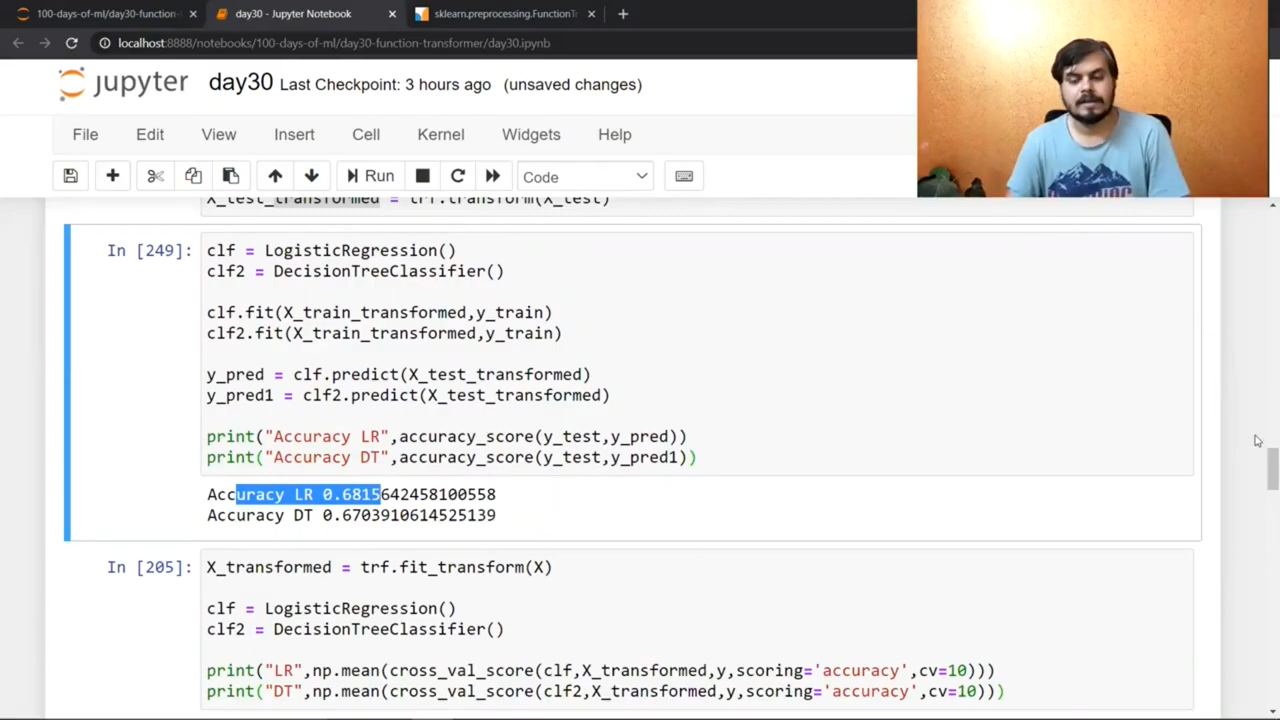 100-days-of-ml/day30-function-
day30 - Jupyter Notebook
sklearn.preprocessing.FunctionTr
localhost:8888/notebooks/100-days-of-ml/day30-function-transformer/day30.ipynb
jupyter day30 Last Checkpoint: 3 hours ago (unsaved changes)
File Edit View Insert Cell Kernel Widgets Help
Run Code
X_test_transformed = trf.transform(X_test)
In [249]: clf = LogisticRegression()
clf2 = DecisionTreeClassifier()
clf.fit(X_train_transformed,y_train)
clf2.fit(X_train_transformed,y_train)
y_pred = clf.predict(X_test_transformed)
y_pred1 = clf2.predict(X_test_transformed)
print("Accuracy LR",accuracy_score(y_test,y_pred))
print("Accuracy DT",accuracy_score(y_test,y_pred1))
Accuracy LR 0.6815642458100558
Accuracy DT 0.6703910614525139
In [205]: X_transformed = trf.fit_transform(X)
clf = LogisticRegression()
clf2 = DecisionTreeClassifier()
print("LR",np.mean(cross_val_score(clf,X_transformed,y,scoring='accuracy',cv=10)))
print("DT",np.mean(cross_val_score(clf2,X_transformed,y,scoring='accuracy',cv=10)))